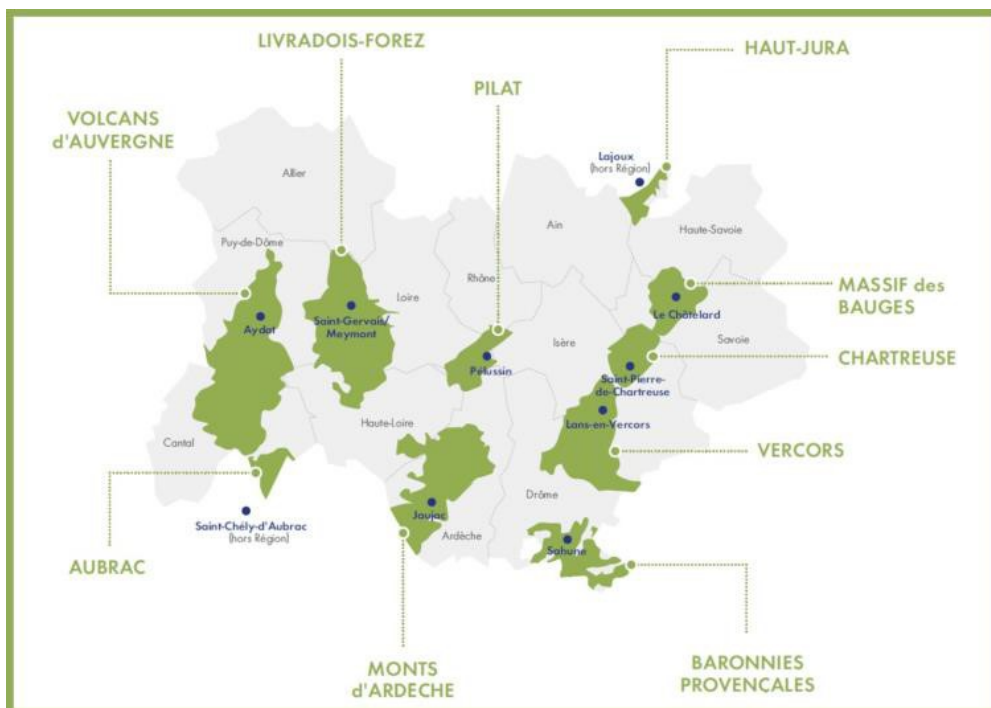 LIVRADOIS-FOREZ
HAUT-JURA
PILAT
VOLCANS
d'AUVERGNE
Lajoux
(hors Région)
Allier
Ain
Haute-Savoie
Puy-de-Dôme
Rhône
Loire
MASSIF des
BAUGES
Le Châtelard
Saint-Gervais/
Meymont
Aydat
Isère
Savoie
CHARTREUSE
Pélussin
Saint-Pierre-
de-Chartreuse
Lans-en-Vercors
Haute-Loire
Cantal
VERCORS
Drôme
Jaujac
Saint-Chély-d'Aubrac
(hors Région)
Ardèche
Sahune
AUBRAC
MONTS
d'ARDECHE
BARONNIES
PROVENÇALES